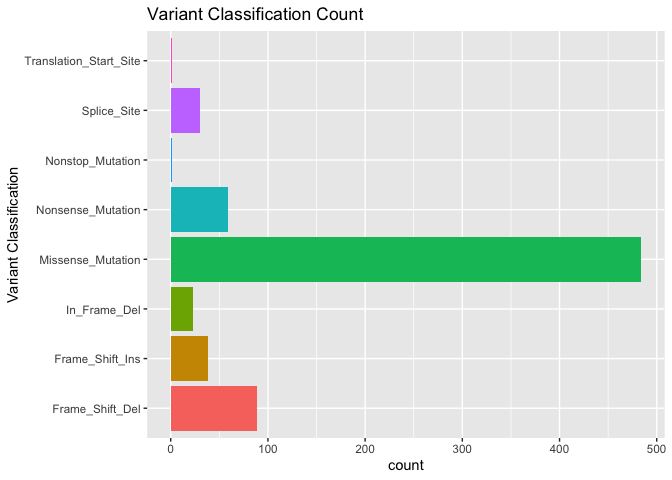 Variant Classification Count
Variant Classification
Translation_Start_Site
Splice_Site
Nonstop_Mutation
Nonsense_Mutation
Missense_Mutation
In_Frame_Del
Frame_Shift_Ins
Frame_Shift_Del
0 100 200 300 400 500
count